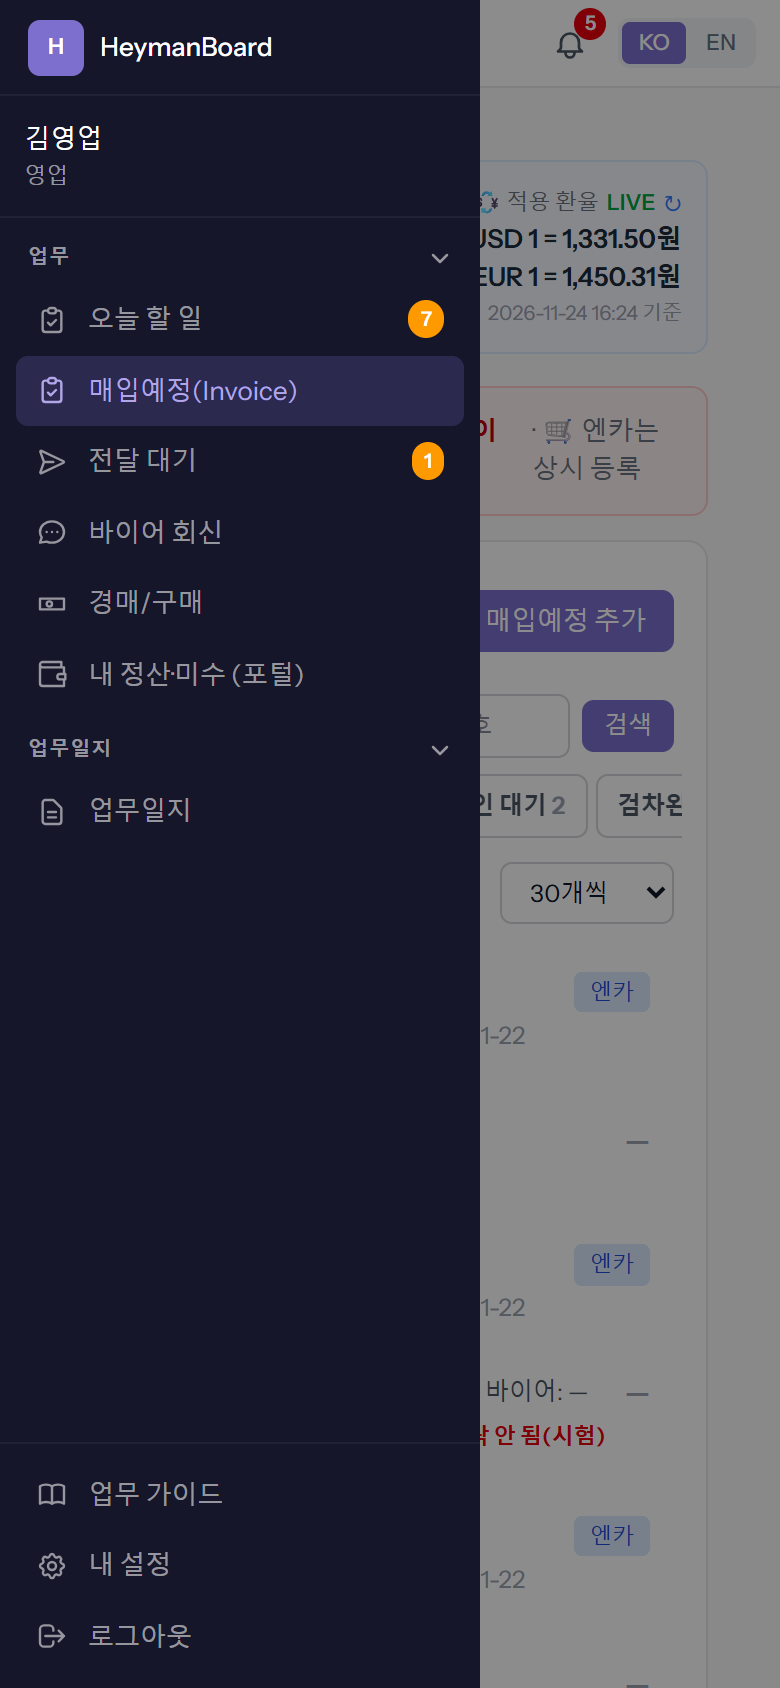 H HeymanBoard
5
KO EN
김영업
영업
적용 환율 LIVE ↻
USD 1 = 1,331.50원
EUR 1 = 1,450.31원
2026-11-24 16:24 기준
업무
오늘 할 일 7
매입예정(Invoice)
· 엔카는
상시 등록
전달 대기 1
바이어 회신
경매/구매
매입예정 추가
내 정산·미수 (포털)
검색
업무일지
업무일지
대기 2
30개씩
엔카
1-22
—
엔카
1-22
바이어: — —
안 됨(시험)
업무 가이드
엔카
내 설정
1-22
로그아웃
—